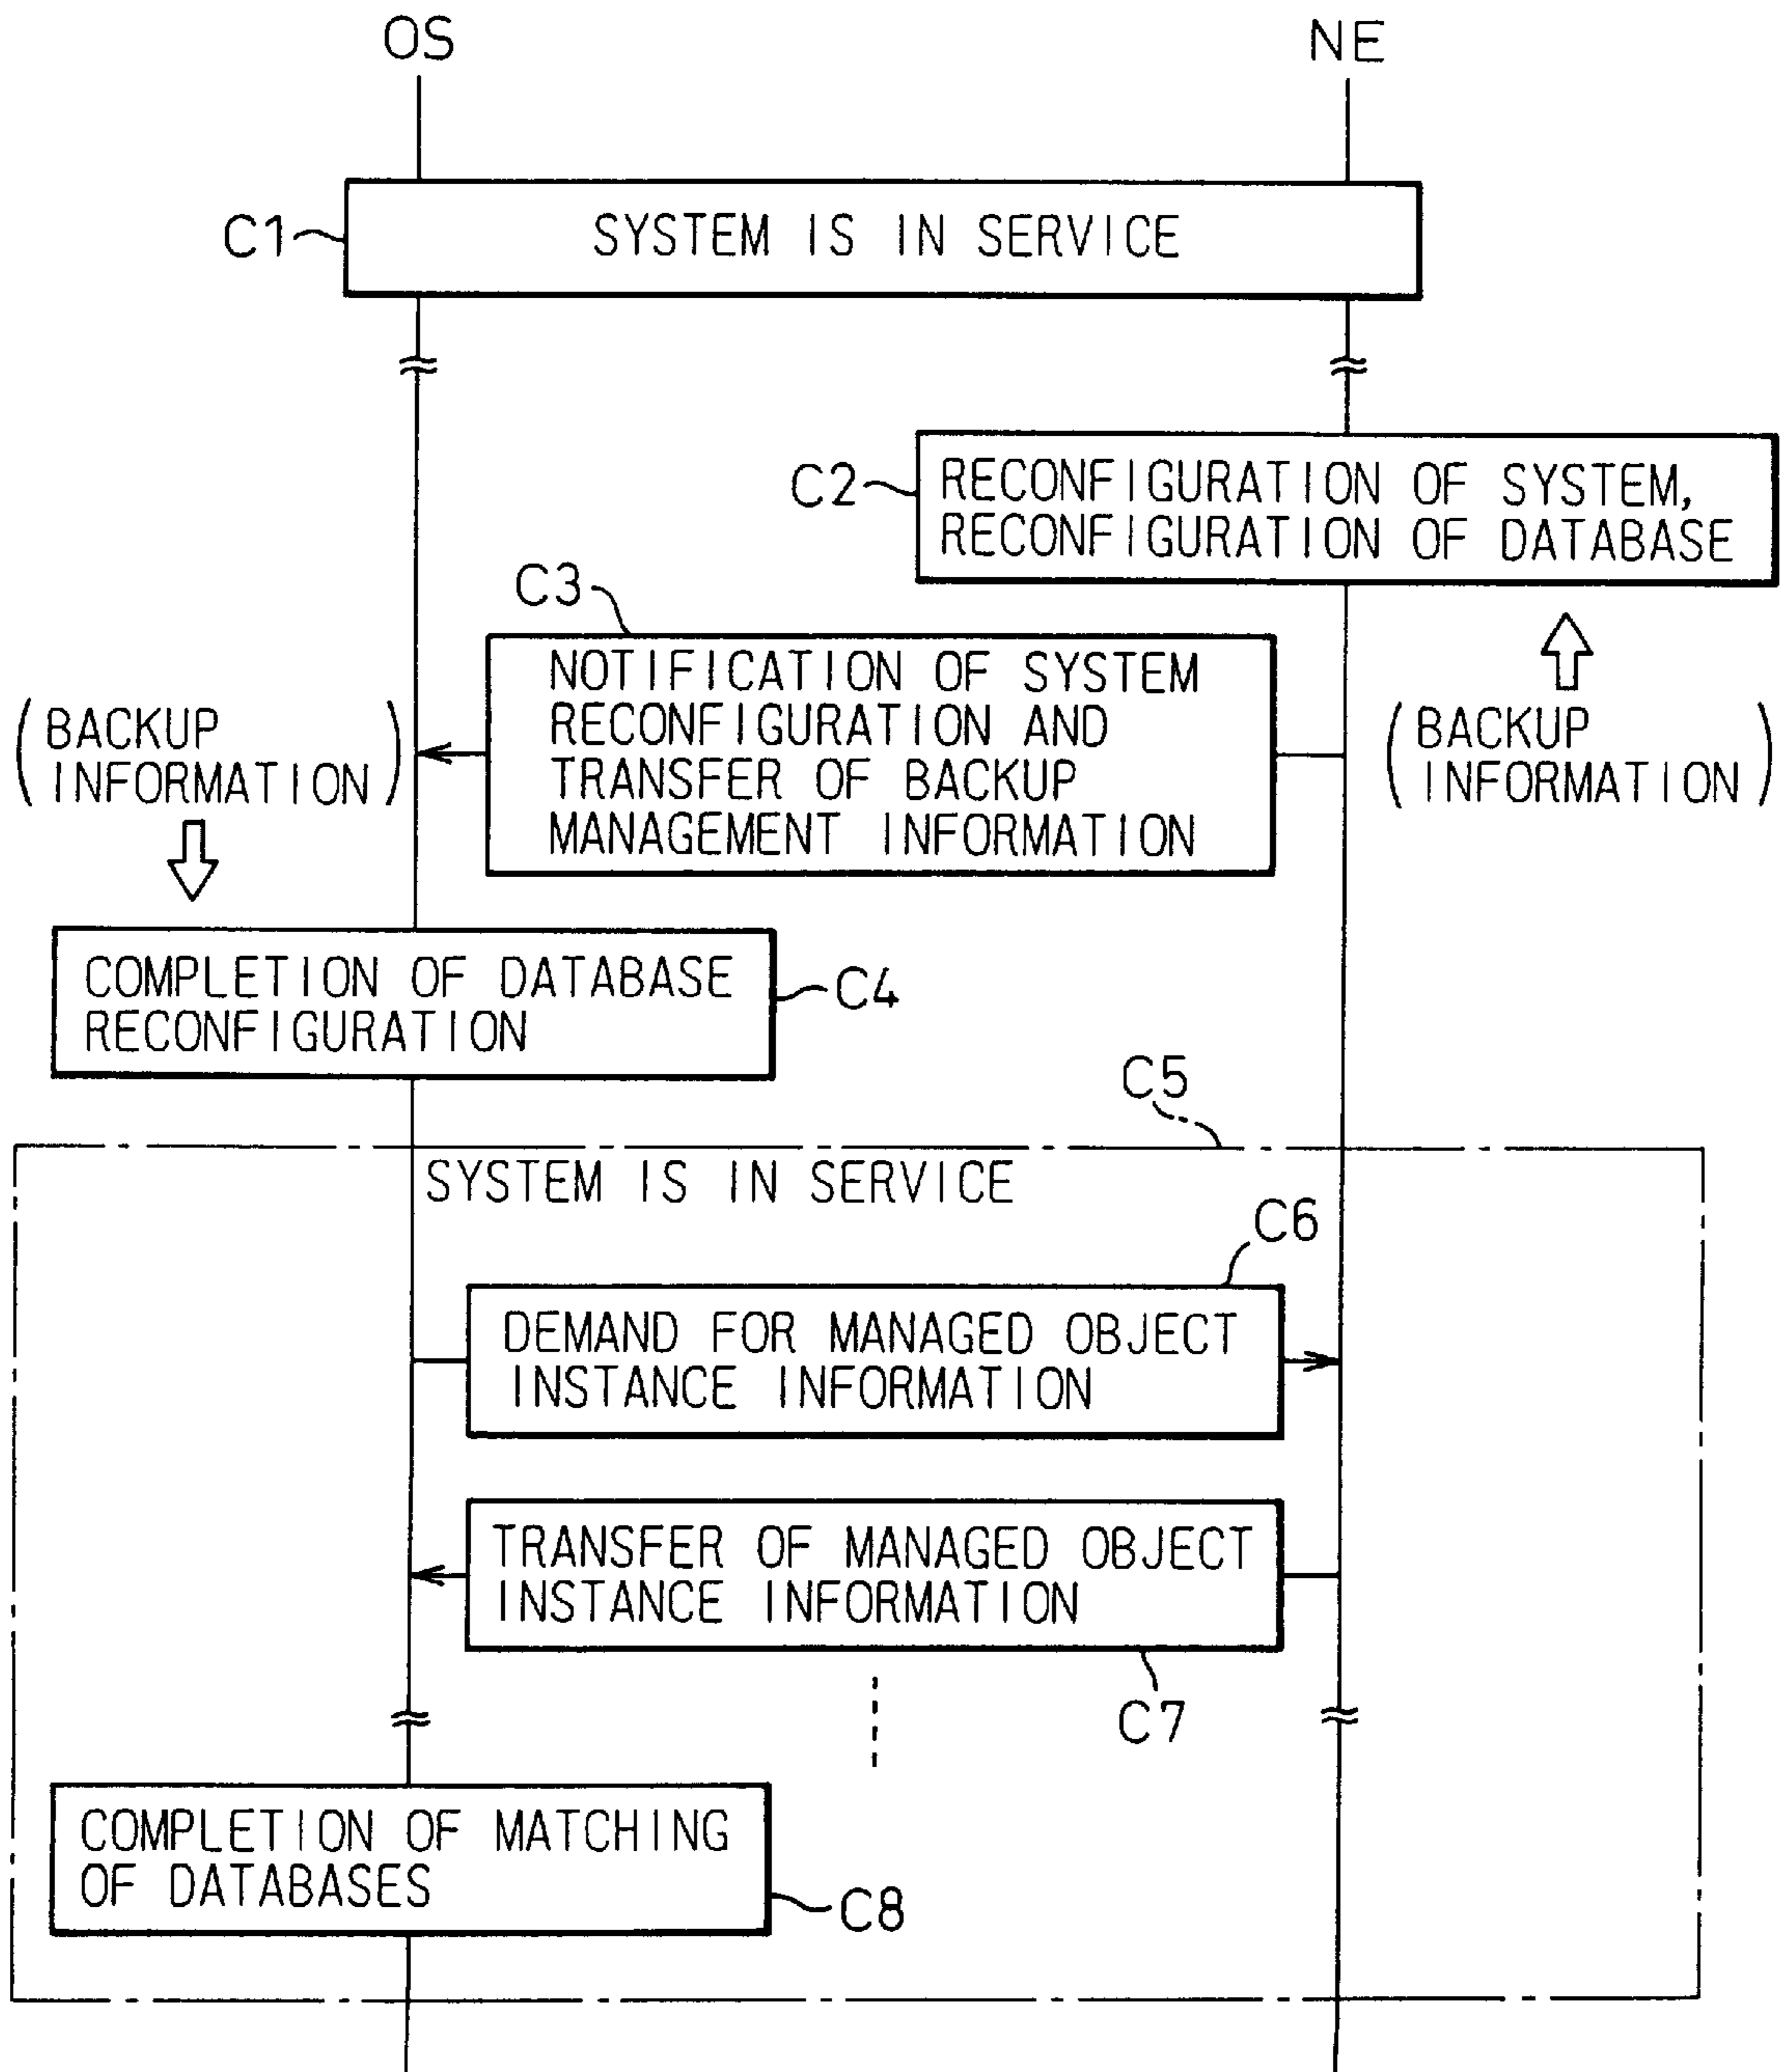 OS
NE
C1
SYSTEM IS IN SERVICE
C2
RECONFIGURATION OF SYSTEM,
RECONFIGURATION OF DATABASE
C3
NOTIFICATION OF SYSTEM
RECONFIGURATION AND
TRANSFER OF BACKUP
MANAGEMENT INFORMATION
(BACKUP
INFORMATION)
(BACKUP
INFORMATION)
COMPLETION OF DATABASE
RECONFIGURATION
C4
C5
SYSTEM IS IN SERVICE
C6
DEMAND FOR MANAGED OBJECT
INSTANCE INFORMATION
TRANSFER OF MANAGED OBJECT
INSTANCE INFORMATION
C7
COMPLETION OF MATCHING
OF DATABASES
C8